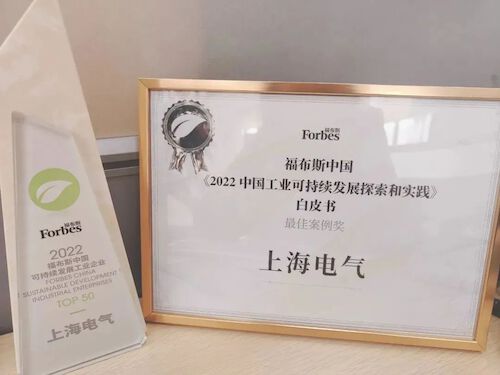 福布斯
Forbes
2022
福布斯中国
可持续发展工业企业
FORBES CHINA
SUSTAINABLE DEVELOPMENT
INDUSTRIAL ENTERPRISES
TOP 50
上海电气
福布斯
Forbes
福布斯中国
《2022 中国工业可持续发展探索和实践》
白皮书
最佳案例奖
上海电气